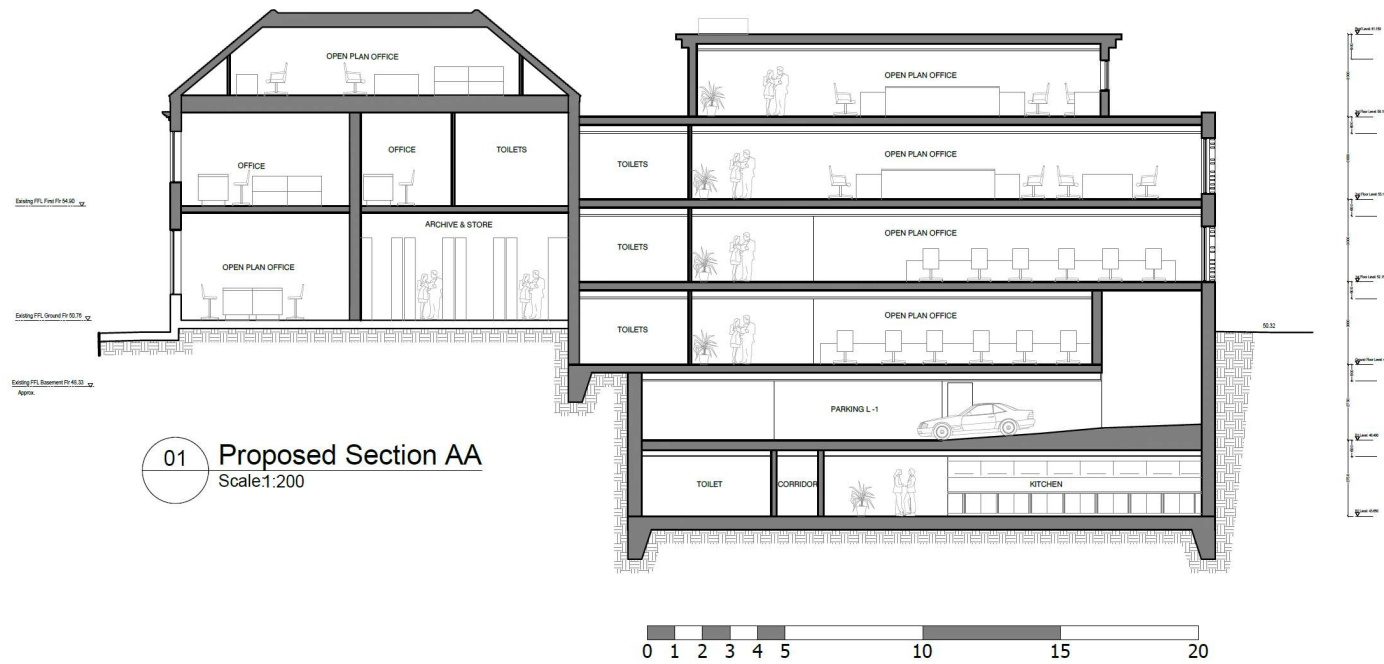 OPEN PLAN OFFICE
OPEN PLAN OFFICE
OFFICE
OFFICE
TOILETS
TOILETS
OPEN PLAN OFFICE
Existing FFL First Flr 54.90
ARCHIVE & STORE
TOILETS
OPEN PLAN OFFICE
OPEN PLAN OFFICE
Existing FFL Ground Flr 50.76
TOILETS
OPEN PLAN OFFICE
50.32
Existing FFL Basement Flr 48.33
Approx.
PARKING L -1
01
Proposed Section AA
Scale:1:200
TOILET
CORRIDOR
KITCHEN
0 1 2 3 4 5 10 15 20